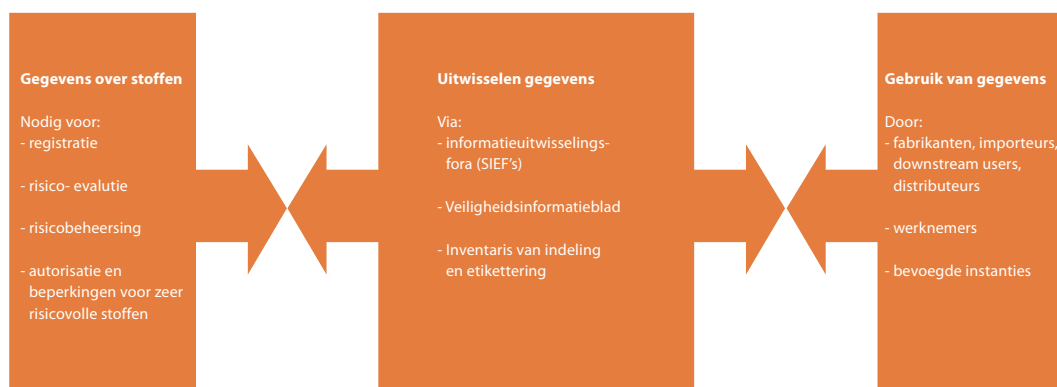 Gegevens over stoffen
Nodig voor:
- registratie
- risico- evalutie
- risicobeheersing
- autorisatie en
beperkingen voor zeer
risicovolle stoffen
Uitwisselen gegevens
Via:
- informatieuitwisselings-
fora (SIEF’s)
- Veiligheidsinformatieblad
- Inventaris van indeling
en etikettering
Gebruik van gegevens
Door:
- fabrikanten, importeurs,
downstream users,
distributeurs
- werknemers
- bevoegde instanties